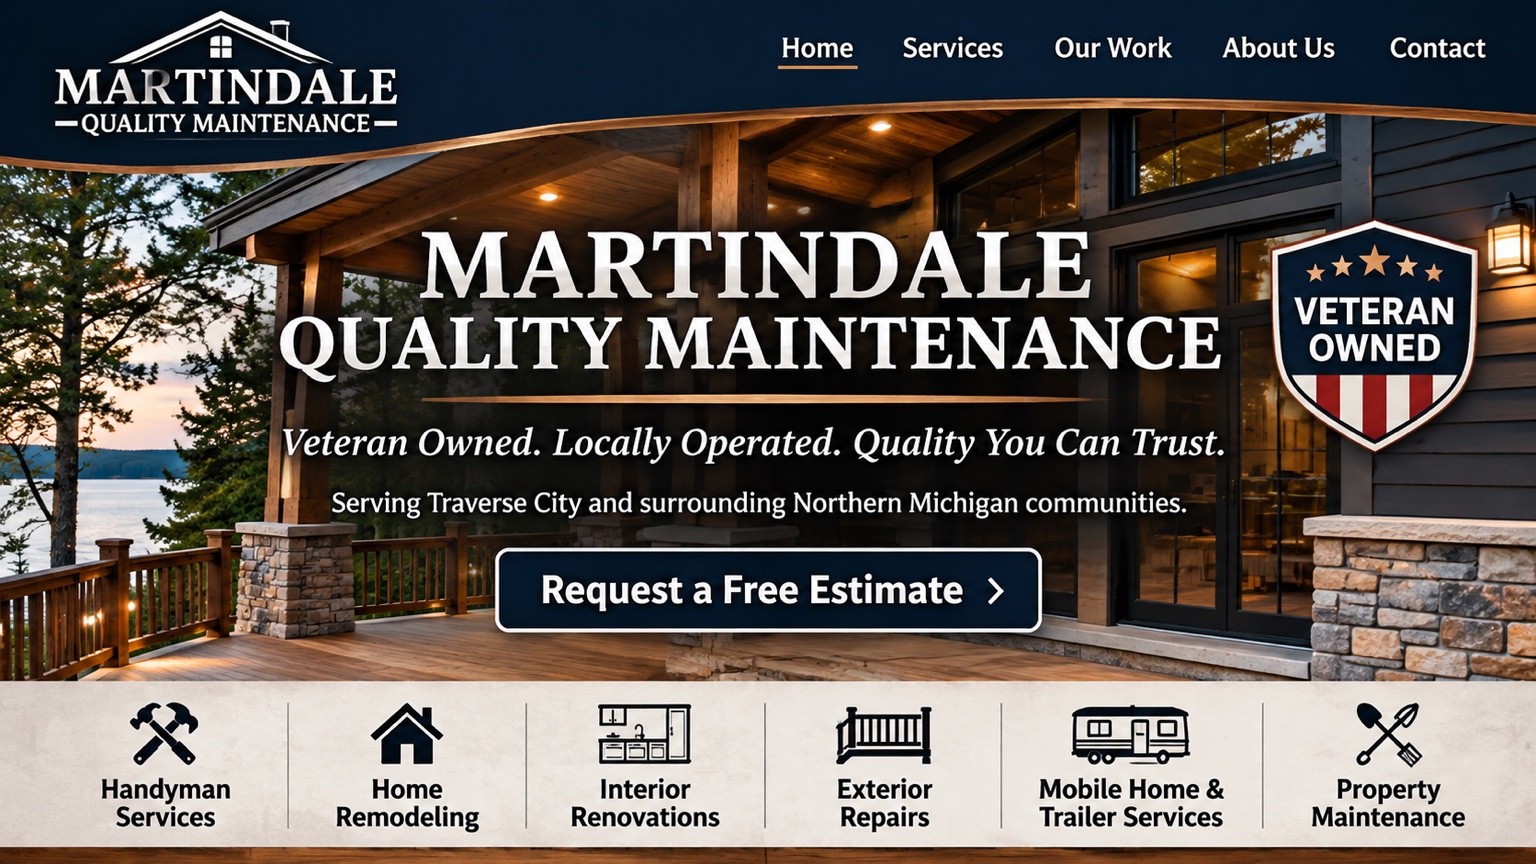 MARTINDALE
QUALITY MAINTENANCE
Home Services Our Work About Us Contact
MARTINDALE
QUALITY MAINTENANCE
VETERAN
OWNED
Veteran Owned. Locally Operated. Quality You Can Trust.
Serving Traverse City and surrounding Northern Michigan communities.
Request a Free Estimate
Handyman
Services
Home
Remodeling
Interior
Renovations
Exterior
Repairs
Mobile Home &
Trailer Services
Property
Maintenance